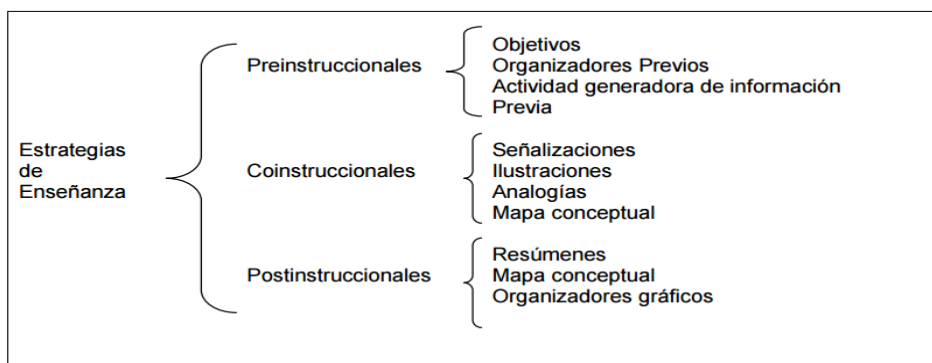 Estrategias
de
Enseñanza
Preinstruccionales
Objetivos
Organizadores Previos
Actividad generadora de información
Previa
Coinstruccionales
Señalizaciones
Ilustraciones
Analogías
Mapa conceptual
Postinstruccionales
Resúmenes
Mapa conceptual
Organizadores gráficos